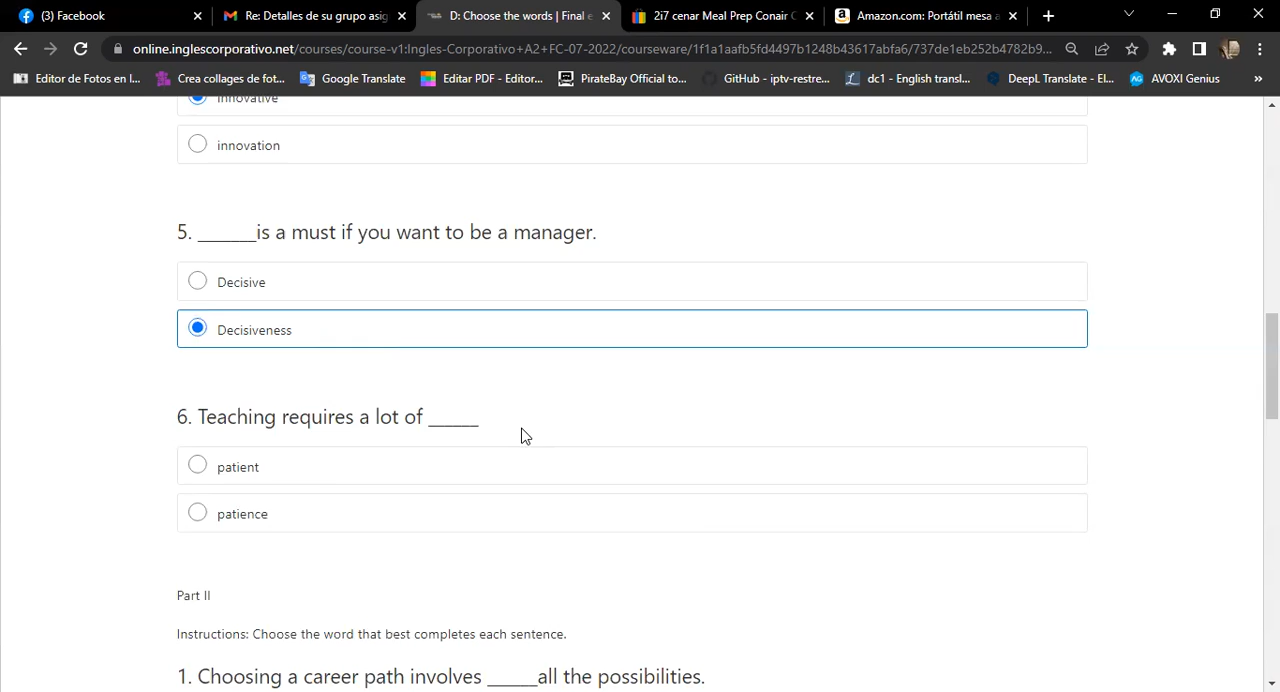 (3) Facebook
Re: Detalles de su grupo asig
D: Choose the words | Final e
2i7 cenar Meal Prep Conair C
Amazon.com: Portátil mesa a
online.inglescorporativo.net/courses/course-v1:Ingles-Corporativo+A2+FC-07-2022/courseware/1f1a1aafb5fd4497b1248b43617abfa6/737de1eb252b4782b9...
Editor de Fotos en l...
Crea collages de fot...
Google Translate
Editar PDF - Editor...
PirateBay Official to...
GitHub - iptv-restre...
dc1 - English transl...
DeepL Translate - El...
AVOXI Genius
»
innovative
innovation
5. ______is a must if you want to be a manager.
Decisive
Decisiveness
6. Teaching requires a lot of _____
patient
patience
Part II
Instructions: Choose the word that best completes each sentence.
1. Choosing a career path involves _____all the possibilities.